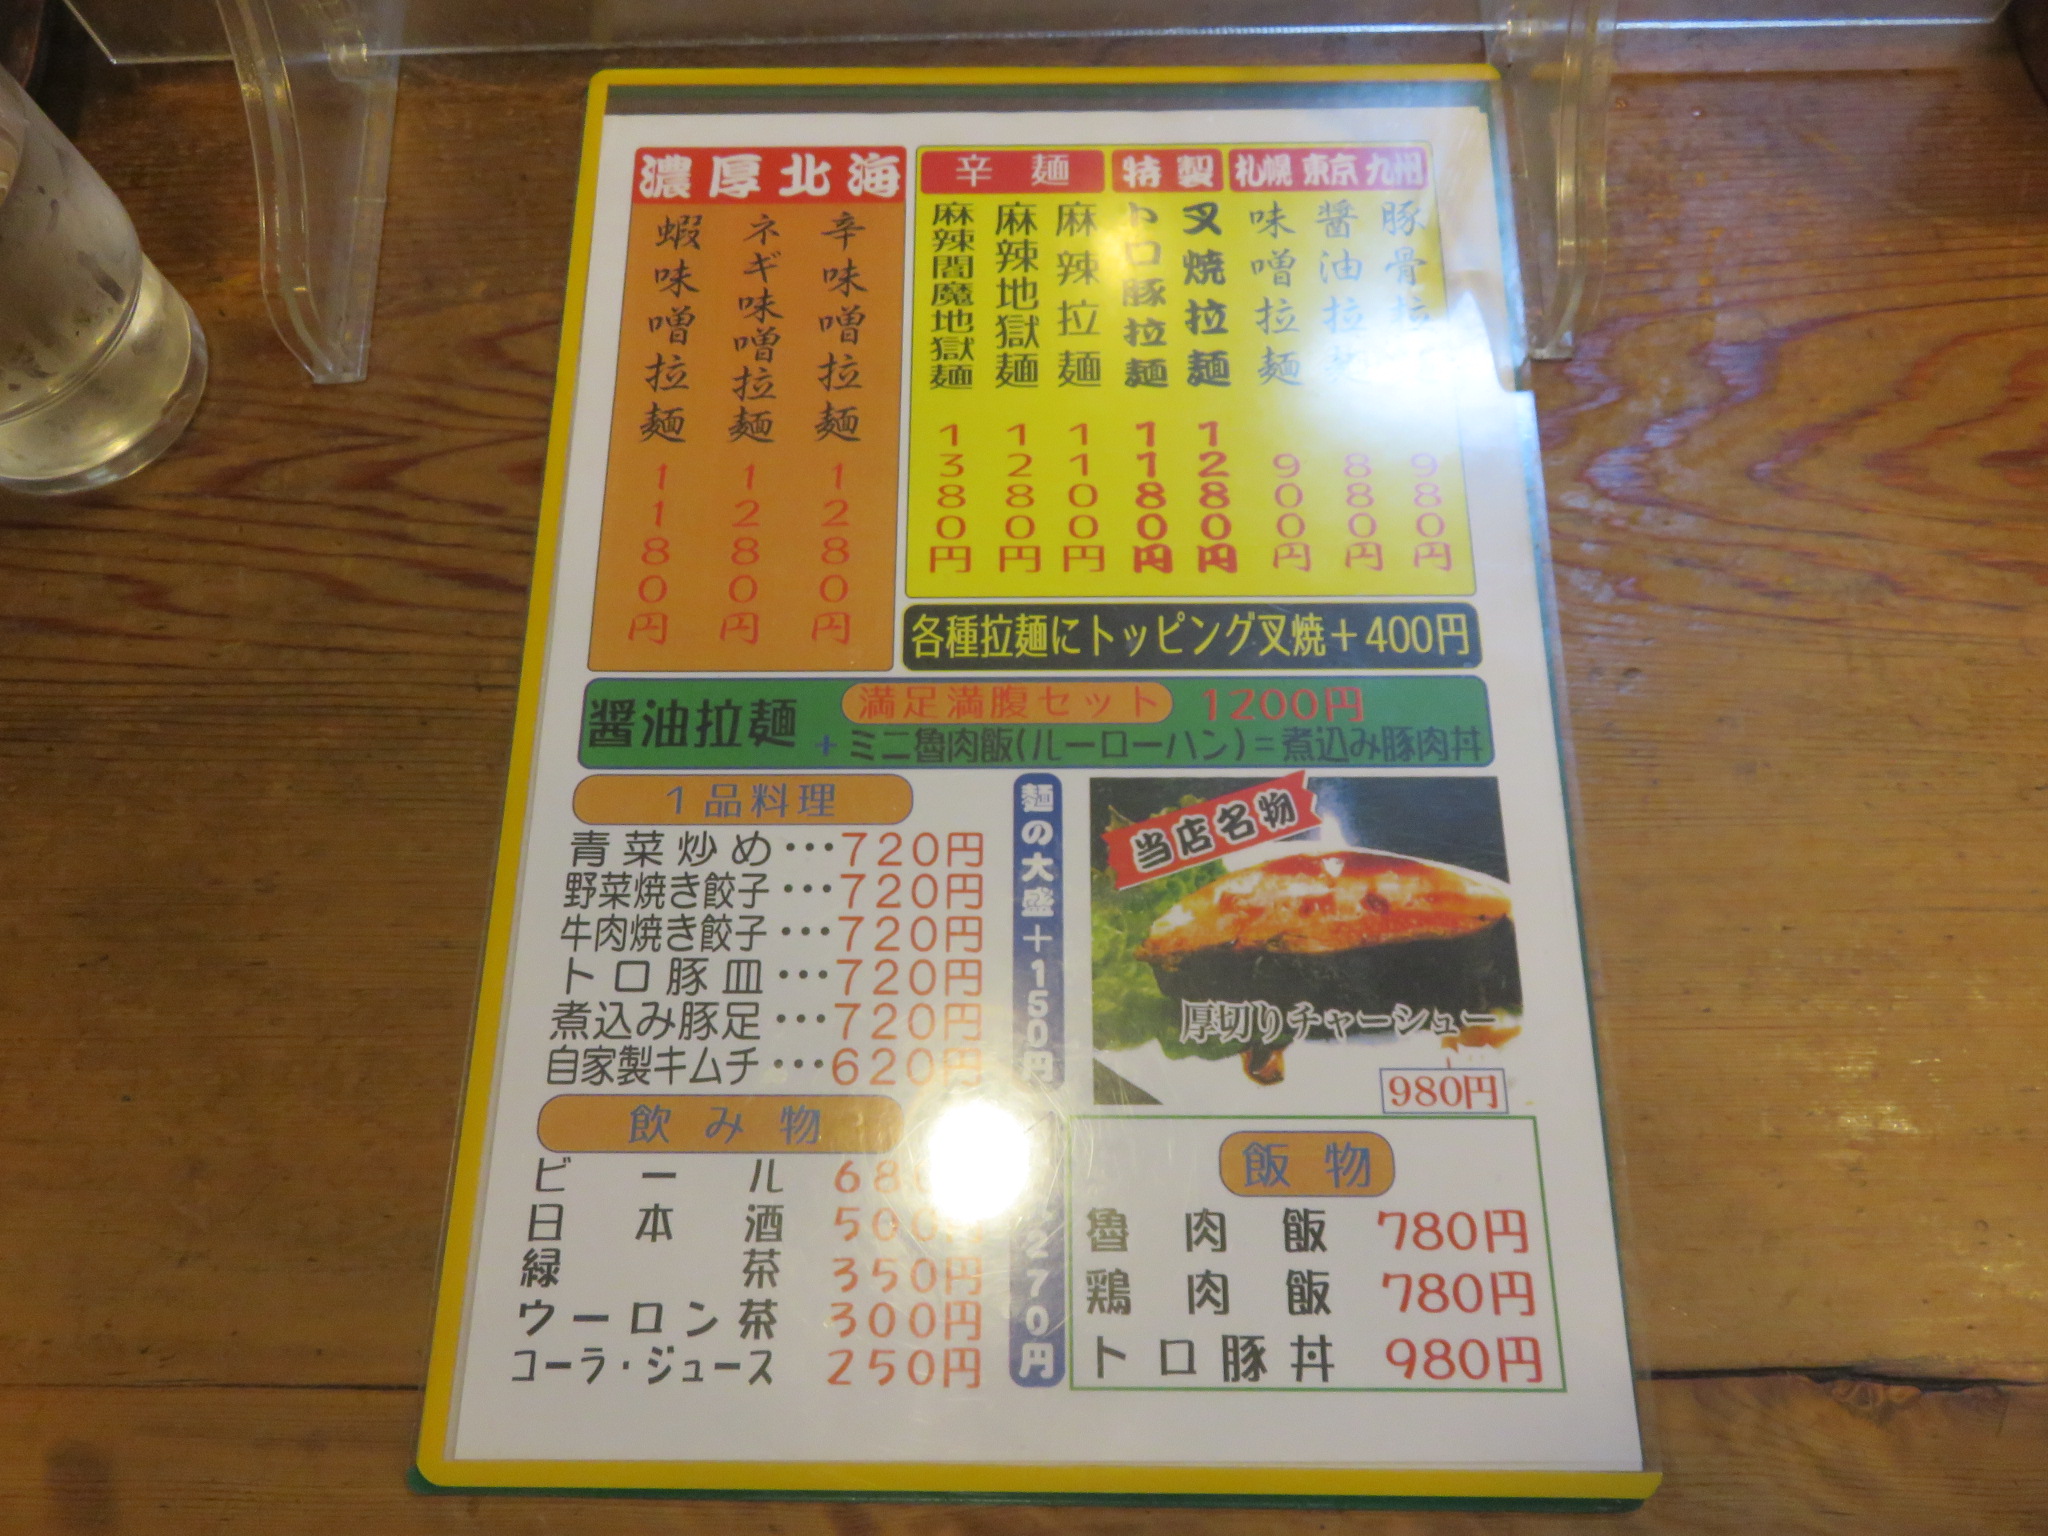 濃厚北海
辛味噌拉麺 1280円
ネギ味噌拉麺 1280円
蝦味噌拉麺 1180円
九州
豚骨拉 980円
東京
醤油拉麺 880円
札幌
味噌拉麺 900円
特製
叉焼拉麺 1280円
トロ豚拉麺 1180円
辛麺
麻辣拉麺 1100円
麻辣地獄麺 1280円
麻辣閻魔地獄麺 1380円
各種拉麺にトッピング叉焼+400円
満足満腹セット 1200円
醤油拉麺 + ミニ魯肉飯(ルーローハン)=煮込み豚肉丼
1品料理
青菜炒め…720円
野菜焼き餃子…720円
牛肉焼き餃子…720円
トロ豚皿…720円
煮込み豚足…720円
自家製キムチ…620円
麺の大盛+150円
270円
当店名物
厚切りチャーシュー
980円
飲み物
ビール 68
日本酒 500円
緑茶 350円
ウーロン茶 300円
コーラ・ジュース 250円
飯物
魯肉飯 780円
鶏肉飯 780円
トロ豚丼 980円